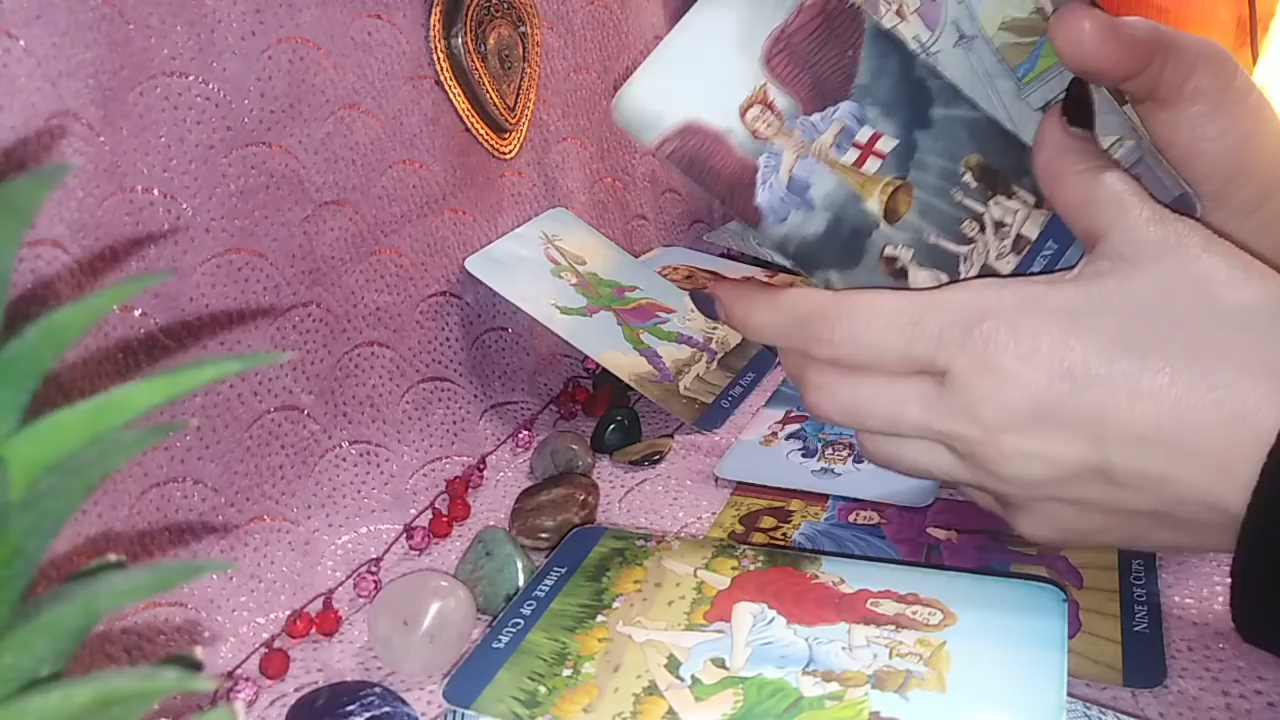 0 • THE FOOL
THREE OF CUPS
NINE OF CUPS